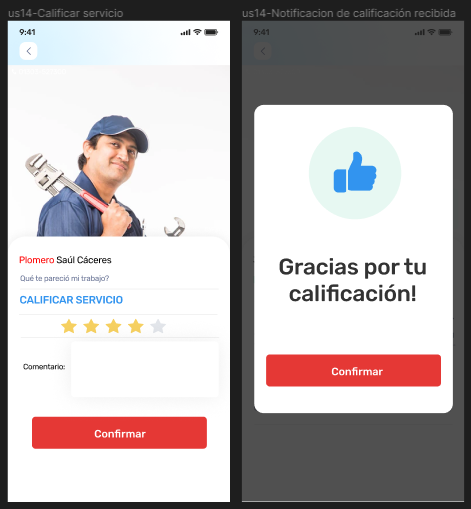 us14-Calificar servicio
9:41
Plomero Saúl Cáceres
Qué te pareció mi trabajo?
CALIFICAR SERVICIO
Comentario:
Confirmar
us14-Notificacion de calificación recibida
9:41
Gracias por tu
calificación!
Confirmar